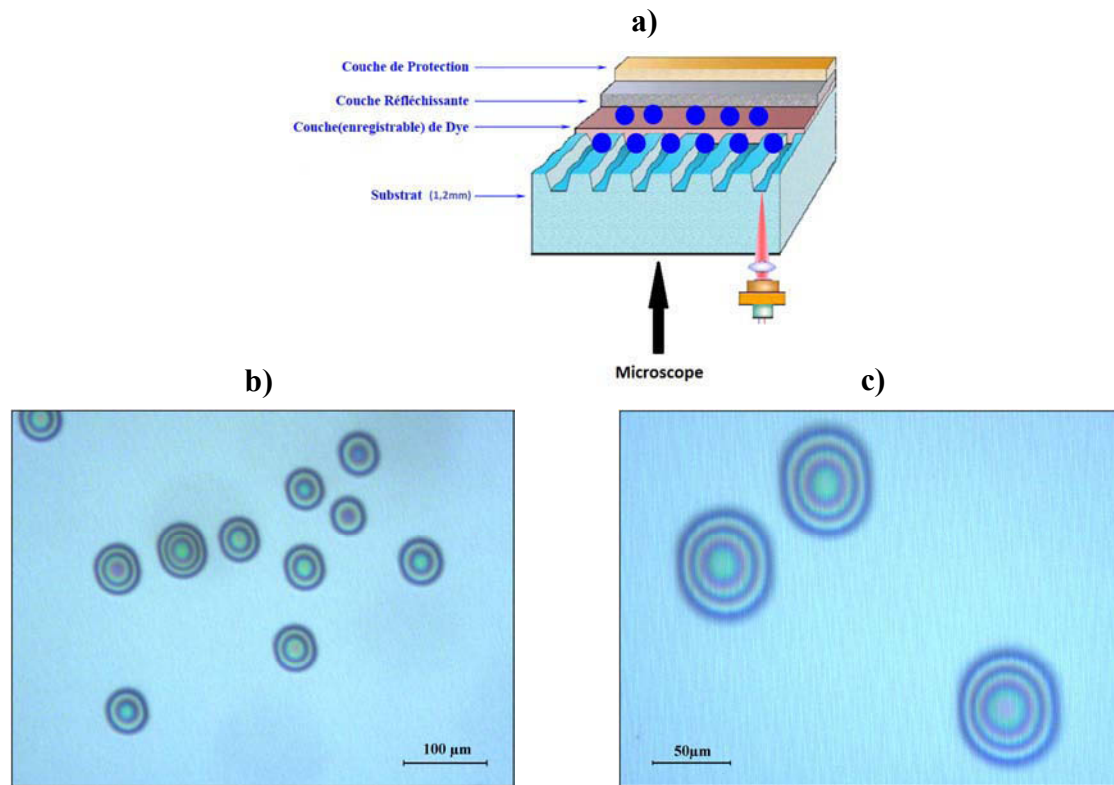 a)
Couche de Protection
Couche Réfléchissante
Couche(enregistrable) de Dye
Substrat (1,2mm)
Microscope
b)
c)
100 µm
50µm